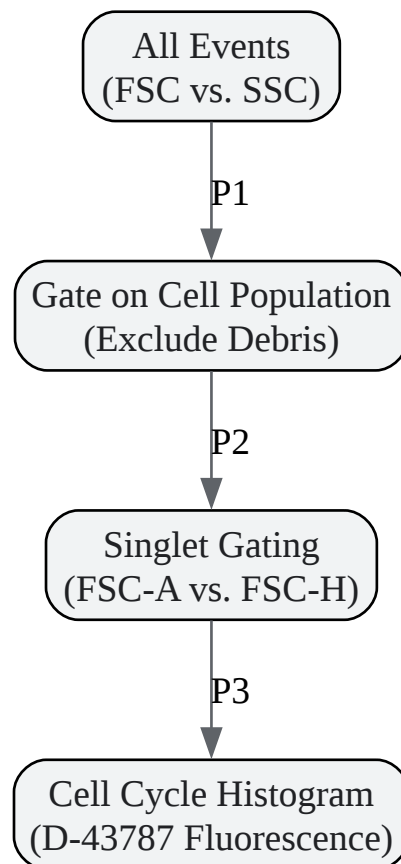 All Events
(FSC vs. SSC)
P1
Gate on Cell Population
(Exclude Debris)
P2
Singlet Gating
(FSC-A vs. FSC-H)
P3
Cell Cycle Histogram
(D-43787 Fluorescence)